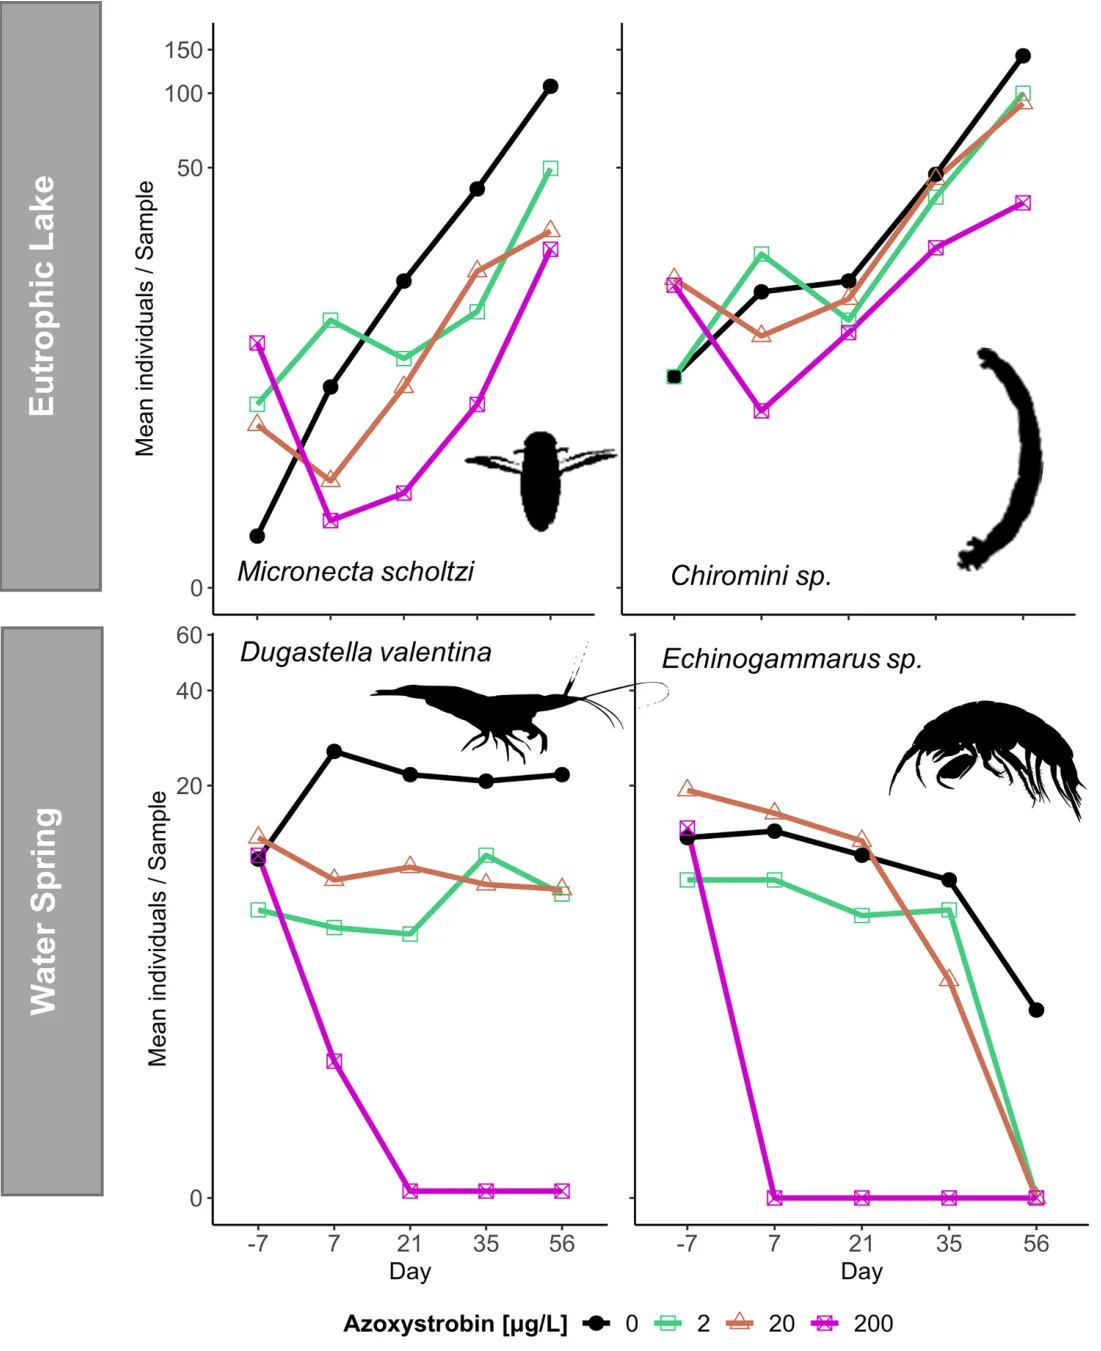 Eutrophic Lake
Mean individuals / Sample
150
100
50
0
Micronecta scholtzi
Chiromini sp.
Water Spring
Mean individuals / Sample
60
40
20
0
Dugastella valentina
Echinogammarus sp.
-7 7 21 35 56
Day
-7 7 21 35 56
Day
Azoxystrobin [µg/L] 0 2 20 200